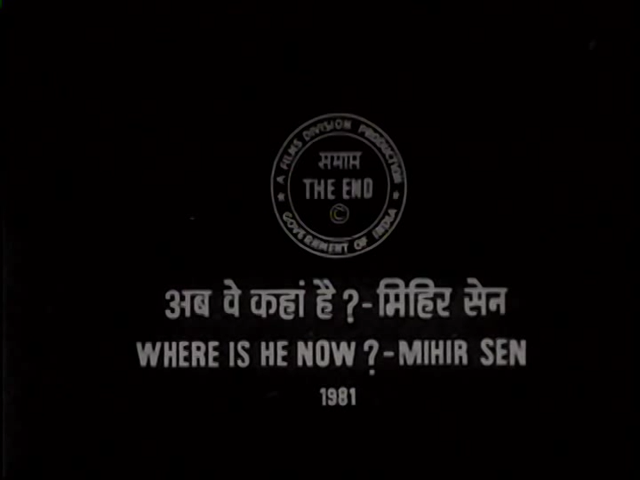 A FILMS DIVISION PRODUCTION
समाप्त
THE END
©
GOVERNMENT OF INDIA
अब वे कहां है ?-मिहिर सेन
WHERE IS HE NOW ?-MIHIR SEN
1981